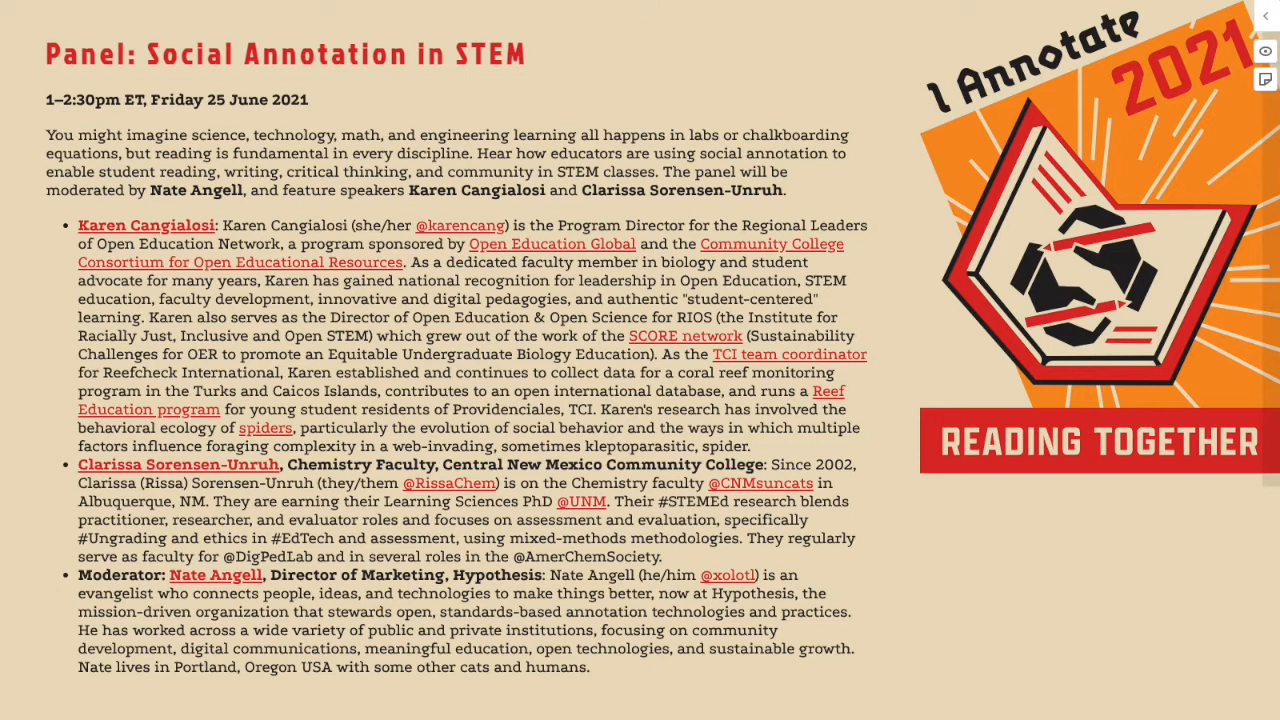 Panel: Social Annotation in STEM
1–2:30pm ET, Friday 25 June 2021
You might imagine science, technology, math, and engineering learning all happens in labs or chalkboarding
equations, but reading is fundamental in every discipline. Hear how educators are using social annotation to
enable student reading, writing, critical thinking, and community in STEM classes. The panel will be
moderated by Nate Angell, and feature speakers Karen Cangialosi and Clarissa Sorensen-Unruh.
• Karen Cangialosi: Karen Cangialosi (she/her @karencang) is the Program Director for the Regional Leaders
of Open Education Network, a program sponsored by Open Education Global and the Community College
Consortium for Open Educational Resources. As a dedicated faculty member in biology and student
advocate for many years, Karen has gained national recognition for leadership in Open Education, STEM
education, faculty development, innovative and digital pedagogies, and authentic "student-centered"
learning. Karen also serves as the Director of Open Education & Open Science for RIOS (the Institute for
Racially Just, Inclusive and Open STEM) which grew out of the work of the SCORE network (Sustainability
Challenges for OER to promote an Equitable Undergraduate Biology Education). As the TCI team coordinator
for Reefcheck International, Karen established and continues to collect data for a coral reef monitoring
program in the Turks and Caicos Islands, contributes to an open international database, and runs a Reef
Education program for young student residents of Providenciales, TCI. Karen's research has involved the
behavioral ecology of spiders, particularly the evolution of social behavior and the ways in which multiple
factors influence foraging complexity in a web-invading, sometimes kleptoparasitic, spider.
• Clarissa Sorensen-Unruh, Chemistry Faculty, Central New Mexico Community College: Since 2002,
Clarissa (Rissa) Sorensen-Unruh (they/them @RissaChem) is on the Chemistry faculty @CNMsuncats in
Albuquerque, NM. They are earning their Learning Sciences PhD @UNM. Their #STEMEd research blends
practitioner, researcher, and evaluator roles and focuses on assessment and evaluation, specifically
#Ungrading and ethics in #EdTech and assessment, using mixed-methods methodologies. They regularly
serve as faculty for @DigPedLab and in several roles in the @AmerChemSociety.
• Moderator: Nate Angell, Director of Marketing, Hypothesis: Nate Angell (he/him @xolotl) is an
evangelist who connects people, ideas, and technologies to make things better, now at Hypothesis, the
mission-driven organization that stewards open, standards-based annotation technologies and practices.
He has worked across a wide variety of public and private institutions, focusing on community
development, digital communications, meaningful education, open technologies, and sustainable growth.
Nate lives in Portland, Oregon USA with some other cats and humans.
I Annotate
2021
READING TOGETHER